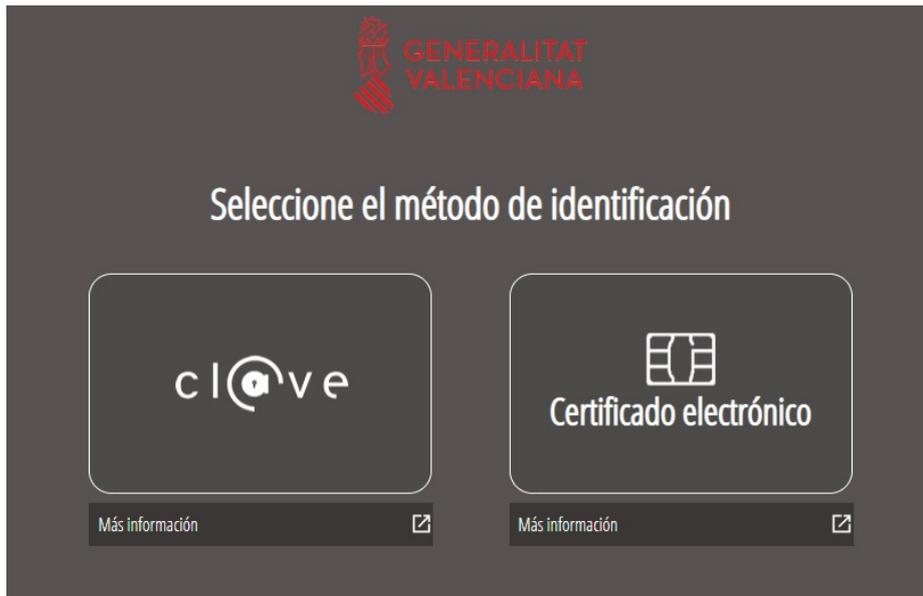 GENERALITAT
VALENCIANA
Seleccione el método de identificación
cl@ve
Certificado electrónico
Más información
Más información